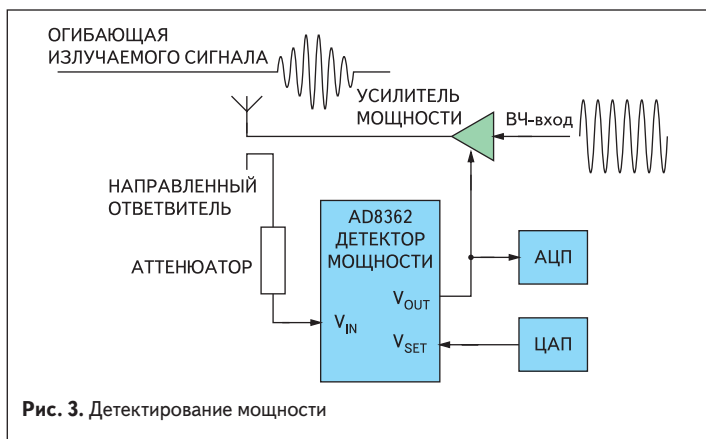 ОГИБАЮЩАЯ
ИЗЛУЧАЕМОГО СИГНАЛА
УСИЛИТЕЛЬ
МОЩНОСТИ
ВЧ-вход
НАПРАВЛЕННЫЙ
ОТВЕТВИТЕЛЬ
АТТЕНЮАТОР
AD8362
ДЕТЕКТОР
МОЩНОСТИ
VOUT
VIN
VSET
АЦП
ЦАП
Рис. 3. Детектирование мощности